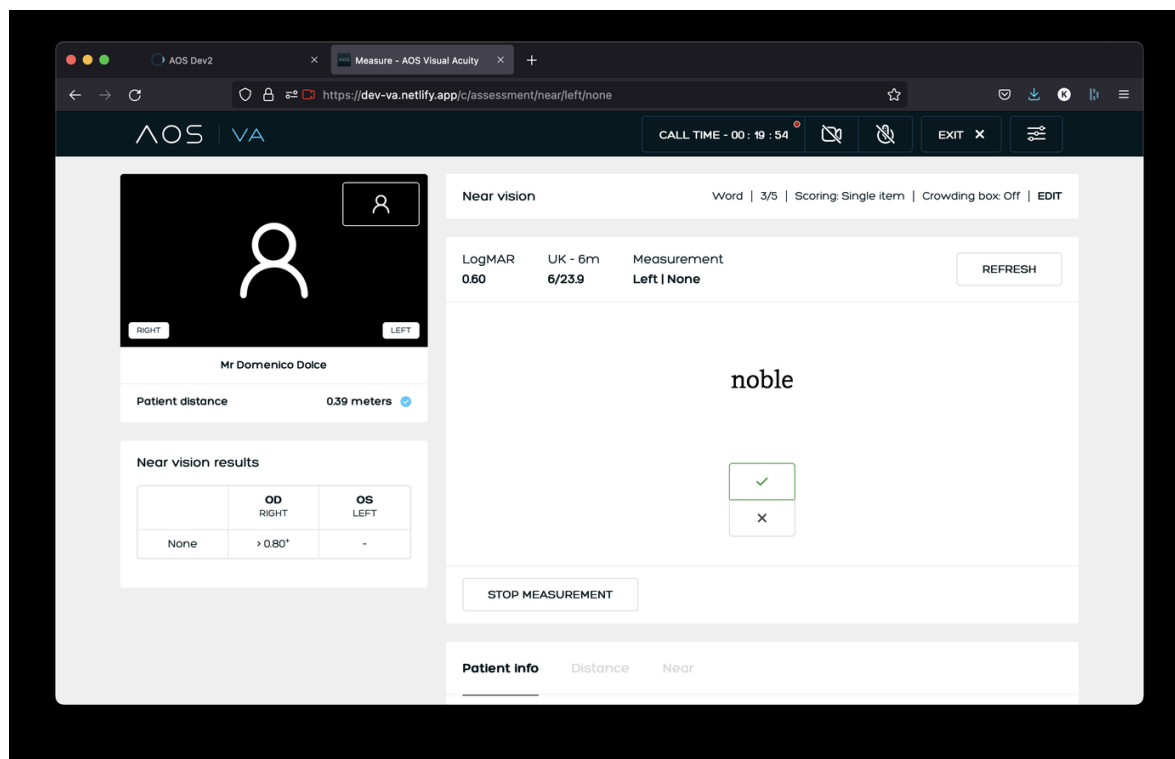 AOS Dev2
Measure - AOS Visual Acuity
https://dev-va.netlify.app/c/assessment/near/left/none
AOS | VA
CALL TIME - 00 : 19 : 54
EXIT
RIGHT
LEFT
Mr Domenico Dolce
Patient distance 0.39 meters
Near vision results
OD OS
RIGHT LEFT
None > 0.80⁺ -
Near vision
Word | 3/5 | Scoring: Single item | Crowding box: Off | EDIT
LogMAR UK - 6m Measurement
0.60 6/23.9 Left | None
REFRESH
noble
STOP MEASUREMENT
Patient info Distance Near